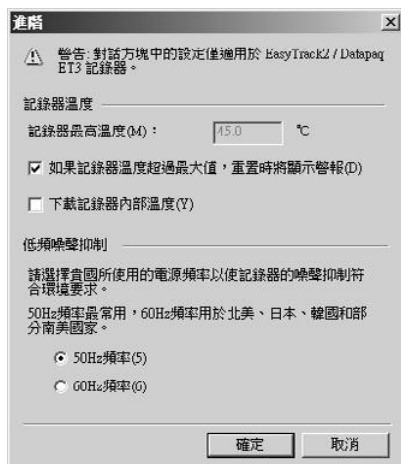 進階
警告:對話方塊中的設定僅適用於 EasyTrack2 / Datapaq
ET3 記錄器。
記錄器溫度
記錄器最高溫度(M)：
45.0
℃
如果記錄器溫度超過最大值，重置時將顯示警報(D)
下載記錄器內部溫度(Y)
低頻噪聲抑制
請選擇貴國所使用的電源頻率以使記錄器的噪聲抑制符
合環境要求。
50Hz頻率最常用，60Hz頻率用於北美、日本、韓國和部
分南美國家。
50Hz頻率(5)
60Hz頻率(6)
確定
取消